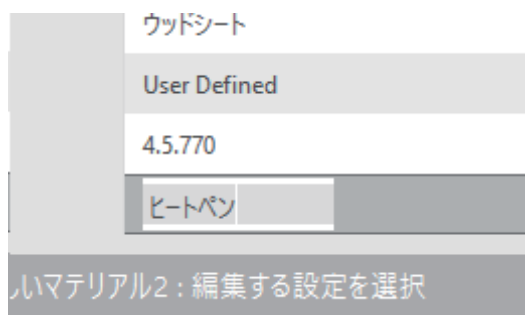 ウッドシート
User Defined
4.5.770
ヒートペン
しいマテリアル2 : 編集する設定を選択